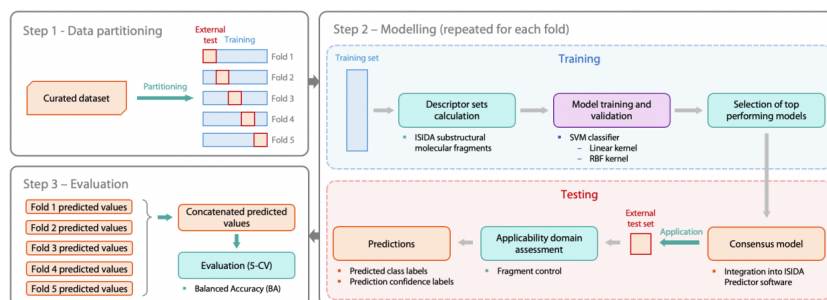 Step 1 - Data partitioning
External
test
Training
Curated dataset
Partitioning
Fold 1
Fold 2
Fold 3
Fold 4
Fold 5
Step 2 – Modelling (repeated for each fold)
Training
Training set
Descriptor sets
calculation
ISIDA substructural
molecular fragments
Model training and
validation
SVM classifier
– Linear kernel
– RBF kernel
Selection of top
performing models
Testing
Consensus model
Integration into ISIDA
Predictor software
Application
External
test set
Applicability domain
assessment
Fragment control
Predictions
Predicted class labels
Prediction confidence labels
Step 3 – Evaluation
Fold 1 predicted values
Fold 2 predicted values
Fold 3 predicted values
Fold 4 predicted values
Fold 5 predicted values
Concatenated predicted
values
Evaluation (5-CV)
Balanced Accuracy (BA)